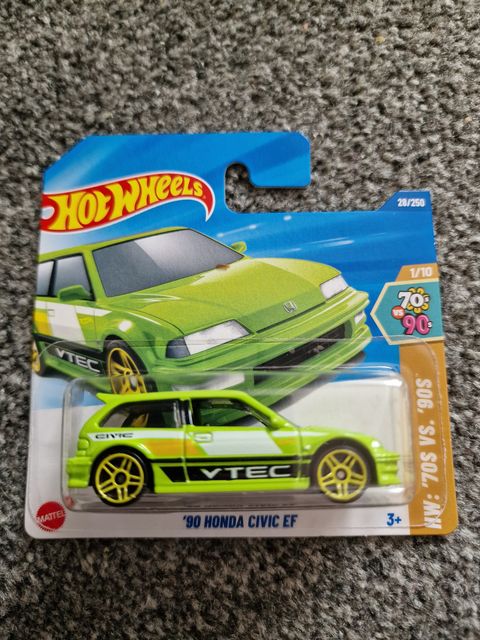 HOT WHEELS
28/250
1/10
70s
vs
90s
VTEC
CIVIC
VTEC
HW: '70S VS. '90S
MATTEL
'90 HONDA CIVIC EF
3+